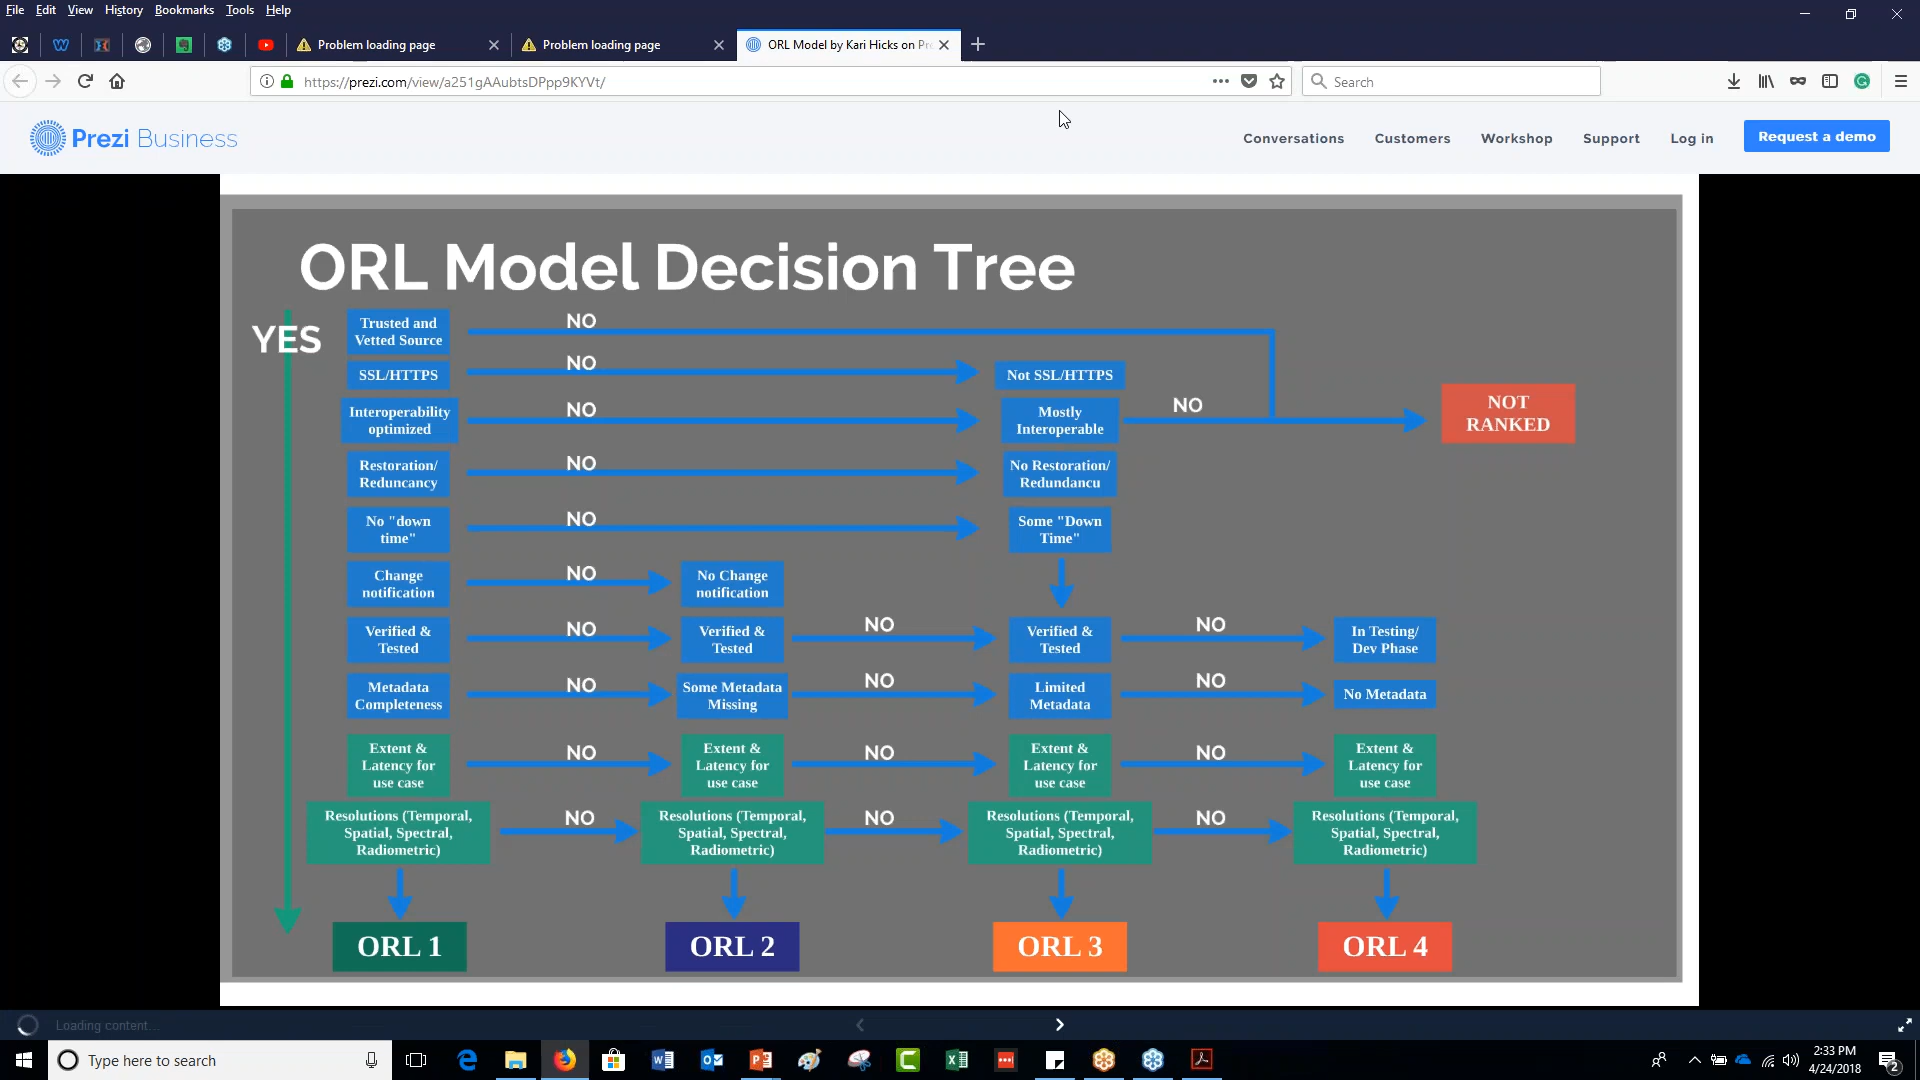 File Edit View History Bookmarks Tools Help
Problem loading page
Problem loading page
ORL Model by Kari Hicks on Pr
https://prezi.com/view/a251gAAubtsDPpp9KYVt/
Search
Prezi Business
Conversations
Customers
Workshop
Support
Log in
Request a demo
ORL Model Decision Tree
YES
Trusted and
Vetted Source
NO
SSL/HTTPS
NO
Not SSL/HTTPS
Interoperability
optimized
NO
Mostly
Interoperable
NO
NOT
RANKED
Restoration/
Reduncancy
NO
No Restoration/
Redundancu
No "down
time"
NO
Some "Down
Time"
Change
notification
NO
No Change
notification
Verified &
Tested
NO
Verified &
Tested
NO
Verified &
Tested
NO
In Testing/
Dev Phase
Metadata
Completeness
NO
Some Metadata
Missing
NO
Limited
Metadata
NO
No Metadata
Extent &
Latency for
use case
NO
Extent &
Latency for
use case
NO
Extent &
Latency for
use case
NO
Extent &
Latency for
use case
Resolutions (Temporal,
Spatial, Spectral,
Radiometric)
NO
Resolutions (Temporal,
Spatial, Spectral,
Radiometric)
NO
Resolutions (Temporal,
Spatial, Spectral,
Radiometric)
NO
Resolutions (Temporal,
Spatial, Spectral,
Radiometric)
ORL 1
ORL 2
ORL 3
ORL 4
Loading content...
Type here to search
2:33 PM
4/24/2018
2